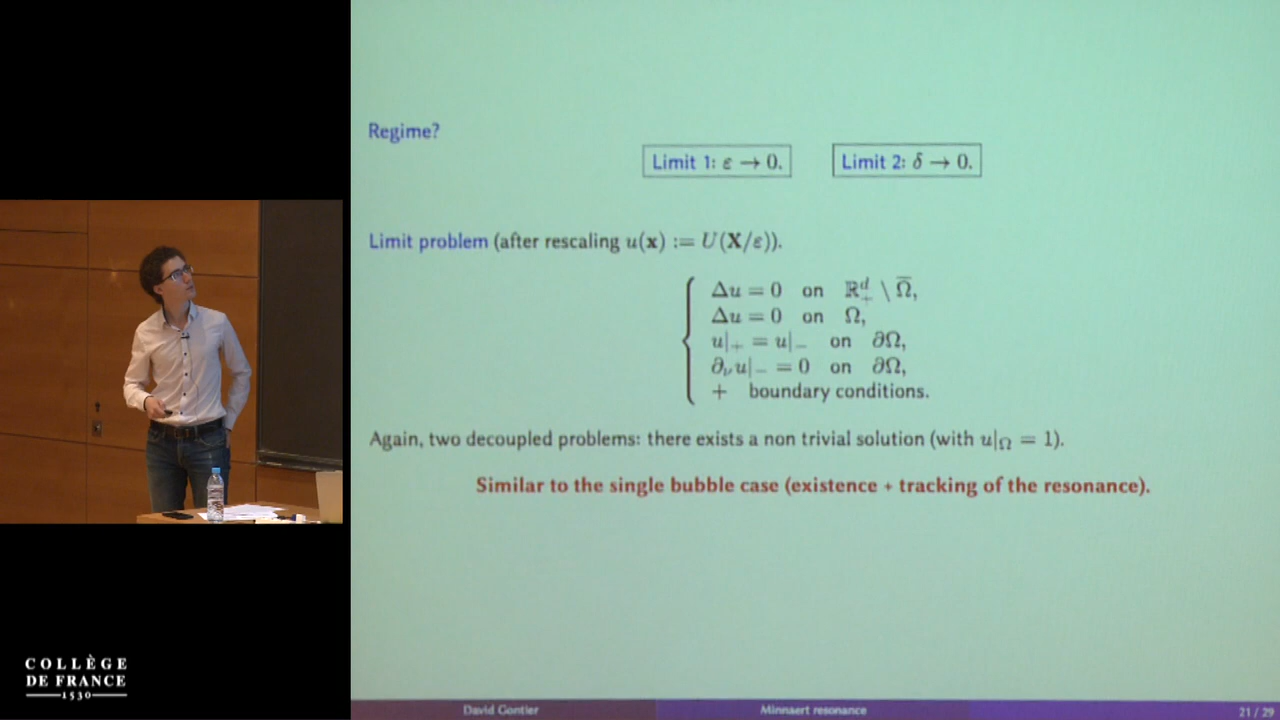 Regime?
Limit 1: ε → 0.
Limit 2: δ → 0.
Limit problem (after rescaling u(x) := U(X/ε)).
Δu = 0 on ℝ₊ᵈ \ Ω̅,
Δu = 0 on Ω,
u|₊ = u|₋ on ∂Ω,
∂ᵥu|₋ = 0 on ∂Ω,
+ boundary conditions.
Again, two decoupled problems: there exists a non trivial solution (with u|Ω = 1).
Similar to the single bubble case (existence + tracking of the resonance).
COLLÈGE
DE FRANCE
1530
David Gontier
Minnaert resonance
21 / 29